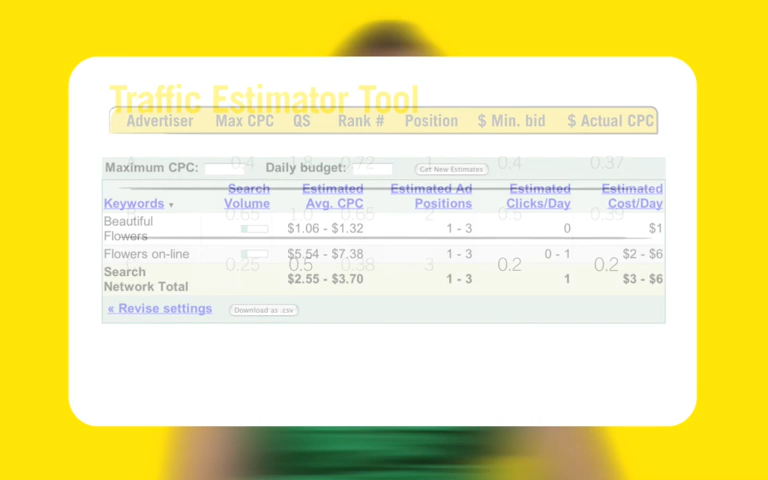 Traffic Estimator Tool
Advertiser Max CPC QS Rank # Position $ Min. bid $ Actual CPC
0.4 1.8 0.72 1 0.4 0.37
Maximum CPC: Daily budget: Get New Estimates
Keywords ▼ Search Volume Estimated Avg. CPC Estimated Ad Positions Estimated Clicks/Day Estimated Cost/Day
0.65 1.0 0.65 2 0.5 0.39
Beautiful Flowers $1.06 - $1.32 1 - 3 0 $1
Flowers on-line $5.54 - $7.38 1 - 3 0 - 1 $2 - $6
0.25 0.5 0.38 3 0.2 0.2
Search Network Total $2.55 - $3.70 1 - 3 1 $3 - $6
« Revise settings Download as .csv